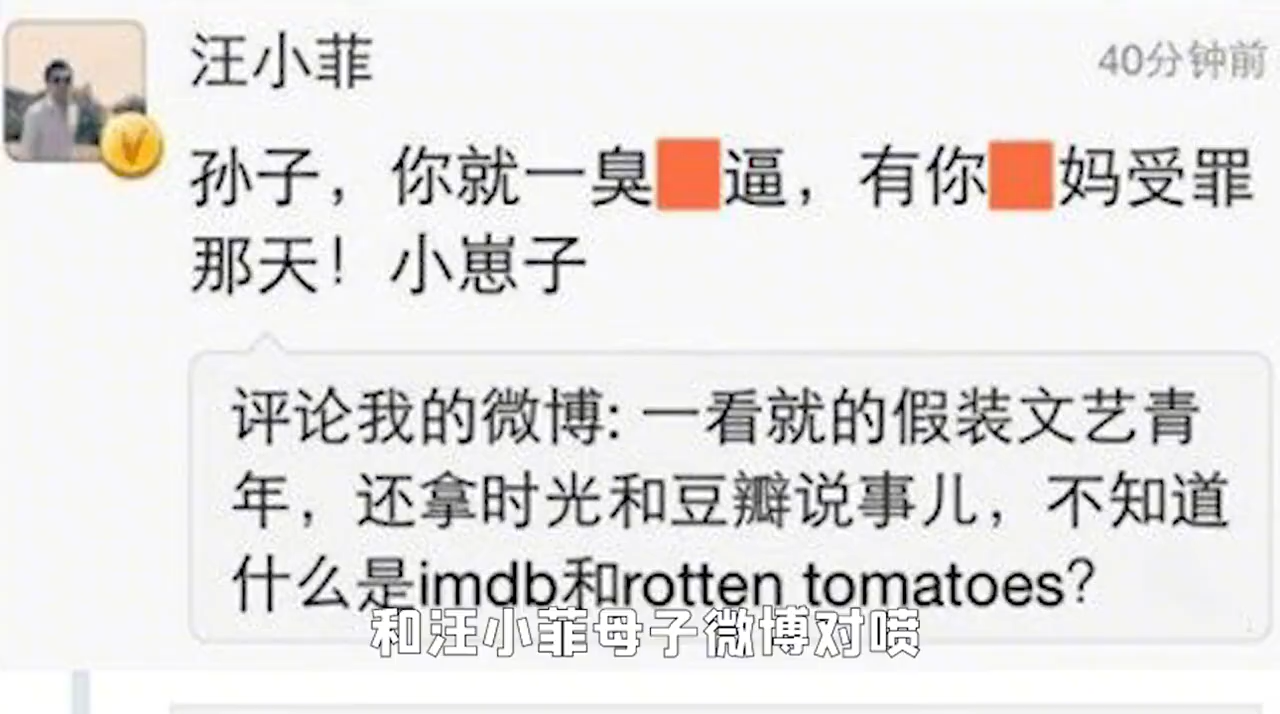 汪小菲
40分钟前
孙子，你就一臭逼，有你妈受罪
那天！小崽子
评论我的微博: 一看就的假装文艺青
年，还拿时光和豆瓣说事儿，不知道
什么是imdb和rotten tomatoes?
和汪小菲母子微博对喷